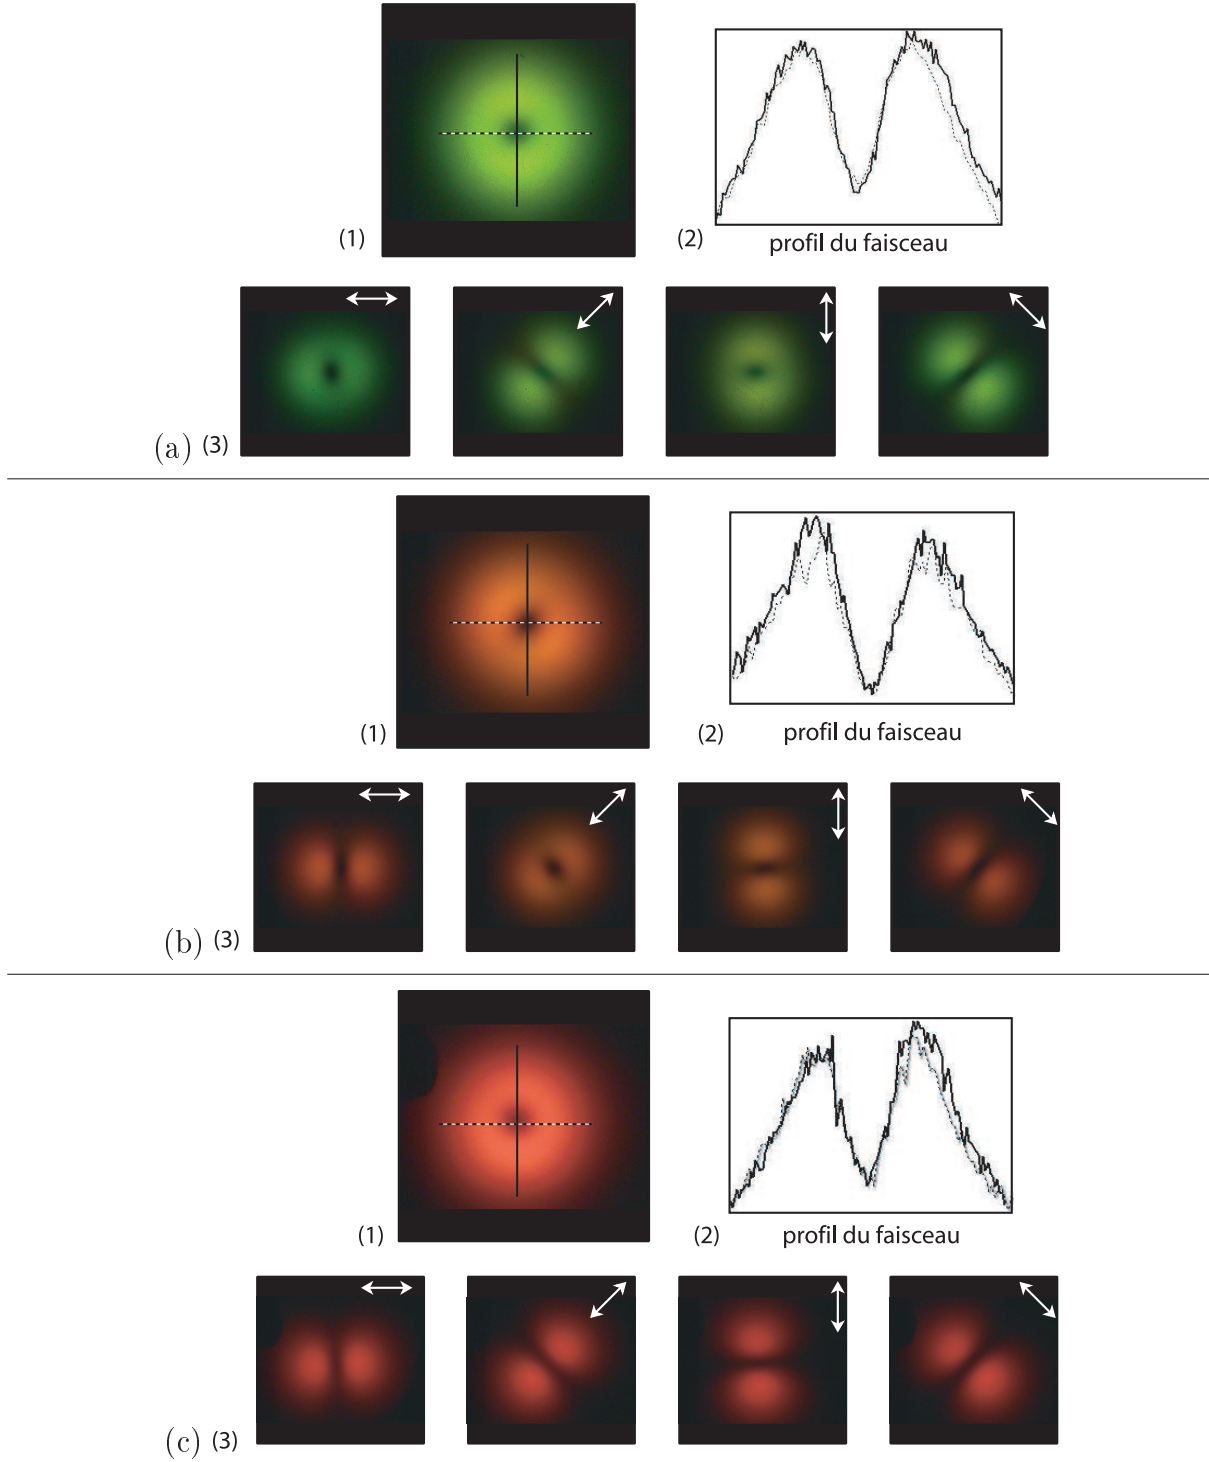 (1)
(2)
profil du faisceau
(a) (3)
(1)
(2)
profil du faisceau
(b) (3)
(1)
(2)
profil du faisceau
(c) (3)